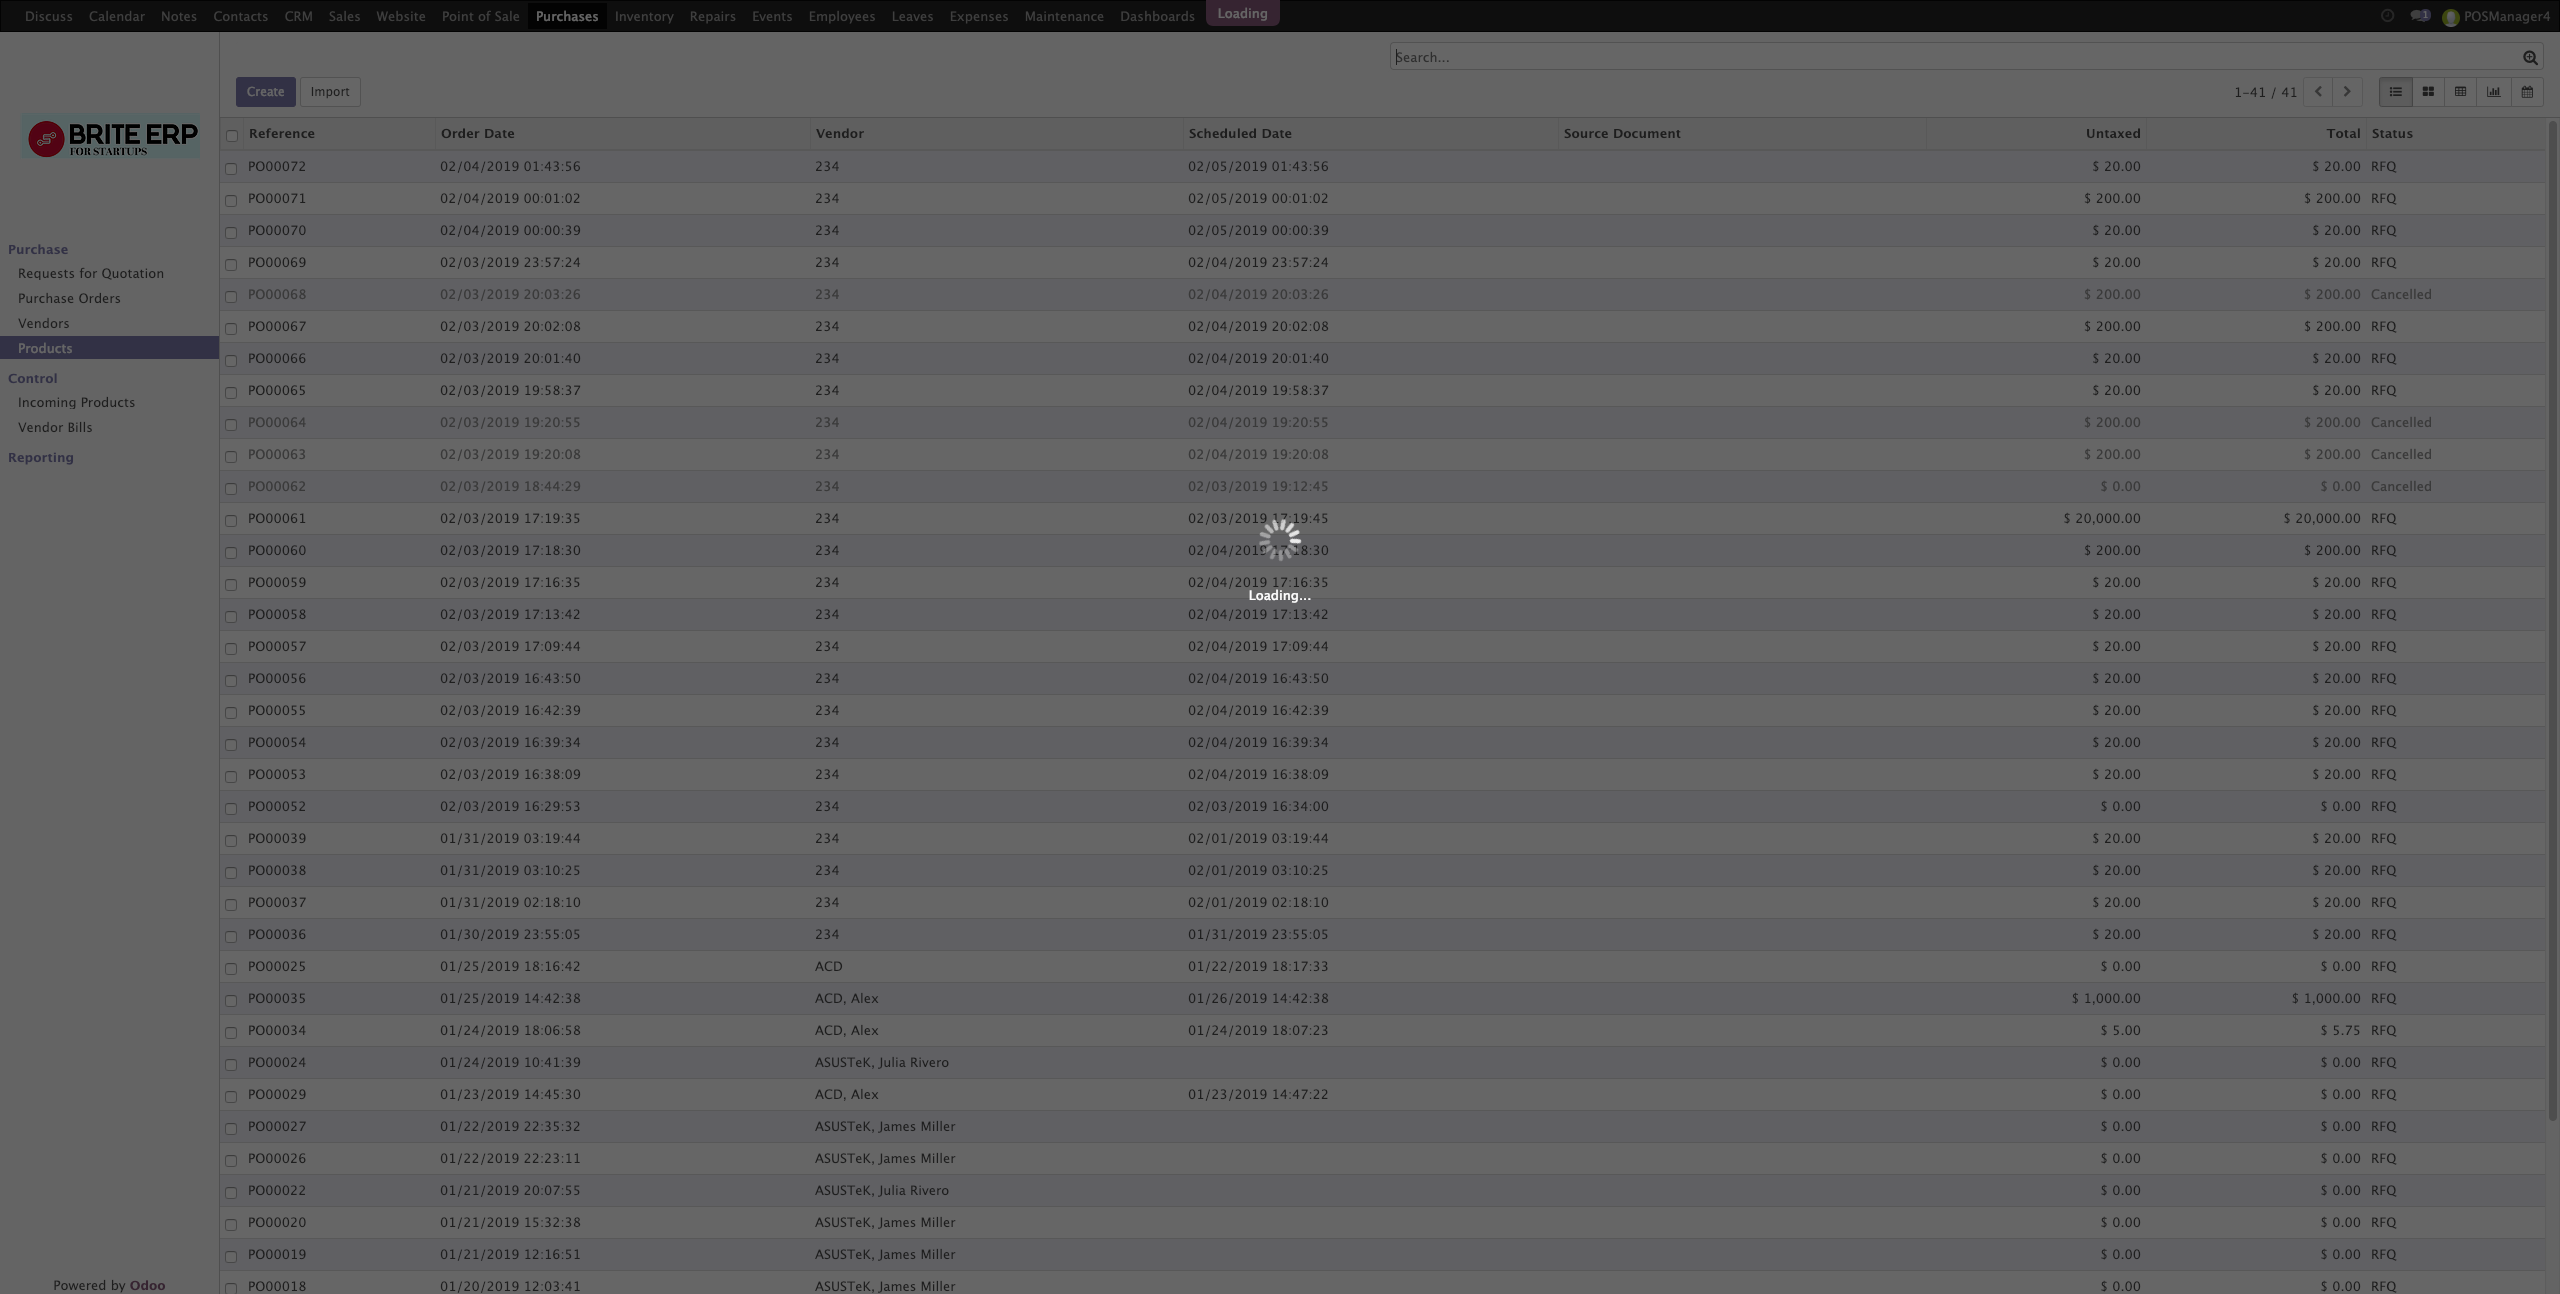 Discuss Calendar Notes Contacts CRM Sales Website Point of Sale Purchases Inventory Repairs Events Employees Leaves Expenses Maintenance Dashboards Loading 1 POSManager4
Search...
Create Import 1-41 / 41
BRITE ERP
FOR STARTUPS
Purchase
Requests for Quotation
Purchase Orders
Vendors
Products
Control
Incoming Products
Vendor Bills
Reporting
Powered by Odoo
Reference Order Date Vendor Scheduled Date Source Document Untaxed Total Status
PO00072 02/04/2019 01:43:56 234 02/05/2019 01:43:56 $ 20.00 $ 20.00 RFQ
PO00071 02/04/2019 00:01:02 234 02/05/2019 00:01:02 $ 200.00 $ 200.00 RFQ
PO00070 02/04/2019 00:00:39 234 02/05/2019 00:00:39 $ 20.00 $ 20.00 RFQ
PO00069 02/03/2019 23:57:24 234 02/04/2019 23:57:24 $ 20.00 $ 20.00 RFQ
PO00068 02/03/2019 20:03:26 234 02/04/2019 20:03:26 $ 200.00 $ 200.00 Cancelled
PO00067 02/03/2019 20:02:08 234 02/04/2019 20:02:08 $ 200.00 $ 200.00 RFQ
PO00066 02/03/2019 20:01:40 234 02/04/2019 20:01:40 $ 20.00 $ 20.00 RFQ
PO00065 02/03/2019 19:58:37 234 02/04/2019 19:58:37 $ 20.00 $ 20.00 RFQ
PO00064 02/03/2019 19:20:55 234 02/04/2019 19:20:55 $ 200.00 $ 200.00 Cancelled
PO00063 02/03/2019 19:20:08 234 02/04/2019 19:20:08 $ 200.00 $ 200.00 Cancelled
PO00062 02/03/2019 18:44:29 234 02/03/2019 19:12:45 $ 0.00 $ 0.00 Cancelled
PO00061 02/03/2019 17:19:35 234 02/03/2019 17:19:45 $ 20,000.00 $ 20,000.00 RFQ
PO00060 02/03/2019 17:18:30 234 02/04/2019 17:18:30 $ 200.00 $ 200.00 RFQ
PO00059 02/03/2019 17:16:35 234 02/04/2019 17:16:35 $ 20.00 $ 20.00 RFQ
Loading...
PO00058 02/03/2019 17:13:42 234 02/04/2019 17:13:42 $ 20.00 $ 20.00 RFQ
PO00057 02/03/2019 17:09:44 234 02/04/2019 17:09:44 $ 20.00 $ 20.00 RFQ
PO00056 02/03/2019 16:43:50 234 02/04/2019 16:43:50 $ 20.00 $ 20.00 RFQ
PO00055 02/03/2019 16:42:39 234 02/04/2019 16:42:39 $ 20.00 $ 20.00 RFQ
PO00054 02/03/2019 16:39:34 234 02/04/2019 16:39:34 $ 20.00 $ 20.00 RFQ
PO00053 02/03/2019 16:38:09 234 02/04/2019 16:38:09 $ 20.00 $ 20.00 RFQ
PO00052 02/03/2019 16:29:53 234 02/03/2019 16:34:00 $ 0.00 $ 0.00 RFQ
PO00039 01/31/2019 03:19:44 234 02/01/2019 03:19:44 $ 20.00 $ 20.00 RFQ
PO00038 01/31/2019 03:10:25 234 02/01/2019 03:10:25 $ 20.00 $ 20.00 RFQ
PO00037 01/31/2019 02:18:10 234 02/01/2019 02:18:10 $ 20.00 $ 20.00 RFQ
PO00036 01/30/2019 23:55:05 234 01/31/2019 23:55:05 $ 20.00 $ 20.00 RFQ
PO00025 01/25/2019 18:16:42 ACD 01/22/2019 18:17:33 $ 0.00 $ 0.00 RFQ
PO00035 01/25/2019 14:42:38 ACD, Alex 01/26/2019 14:42:38 $ 1,000.00 $ 1,000.00 RFQ
PO00034 01/24/2019 18:06:58 ACD, Alex 01/24/2019 18:07:23 $ 5.00 $ 5.75 RFQ
PO00024 01/24/2019 10:41:39 ASUSTeK, Julia Rivero $ 0.00 $ 0.00 RFQ
PO00029 01/23/2019 14:45:30 ACD, Alex 01/23/2019 14:47:22 $ 0.00 $ 0.00 RFQ
PO00027 01/22/2019 22:35:32 ASUSTeK, James Miller $ 0.00 $ 0.00 RFQ
PO00026 01/22/2019 22:23:11 ASUSTeK, James Miller $ 0.00 $ 0.00 RFQ
PO00022 01/21/2019 20:07:55 ASUSTeK, Julia Rivero $ 0.00 $ 0.00 RFQ
PO00020 01/21/2019 15:32:38 ASUSTeK, James Miller $ 0.00 $ 0.00 RFQ
PO00019 01/21/2019 12:16:51 ASUSTeK, James Miller $ 0.00 $ 0.00 RFQ
PO00018 01/20/2019 12:03:41 ASUSTeK, James Miller $ 0.00 $ 0.00 RFQ